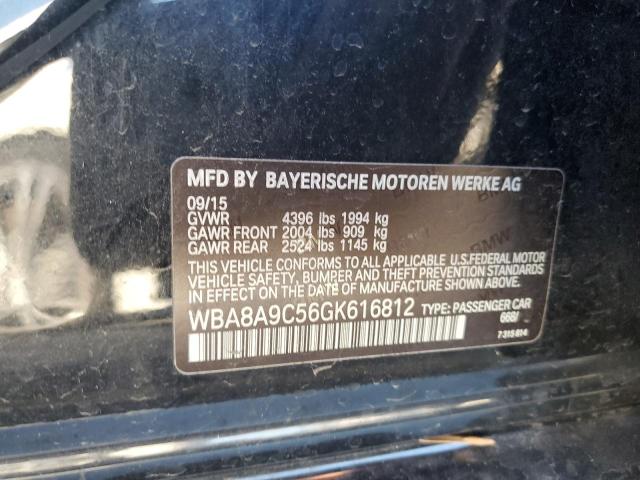 MFD BY BAYERISCHE MOTOREN WERKE AG
09/15
GVWR 4396 lbs 1994 kg
GAWR FRONT 2004 lbs 909 kg
GAWR REAR 2524 lbs 1145 kg
THIS VEHICLE CONFORMS TO ALL APPLICABLE U.S.FEDERAL MOTOR
VEHICLE SAFETY, BUMPER AND THEFT PREVENTION STANDARDS
IN EFFECT ON THE DATE OF MANUFACTURE SHOWN ABOVE.
WBA8A9C56GK616812 TYPE: PASSENGER CAR
668/
7315814